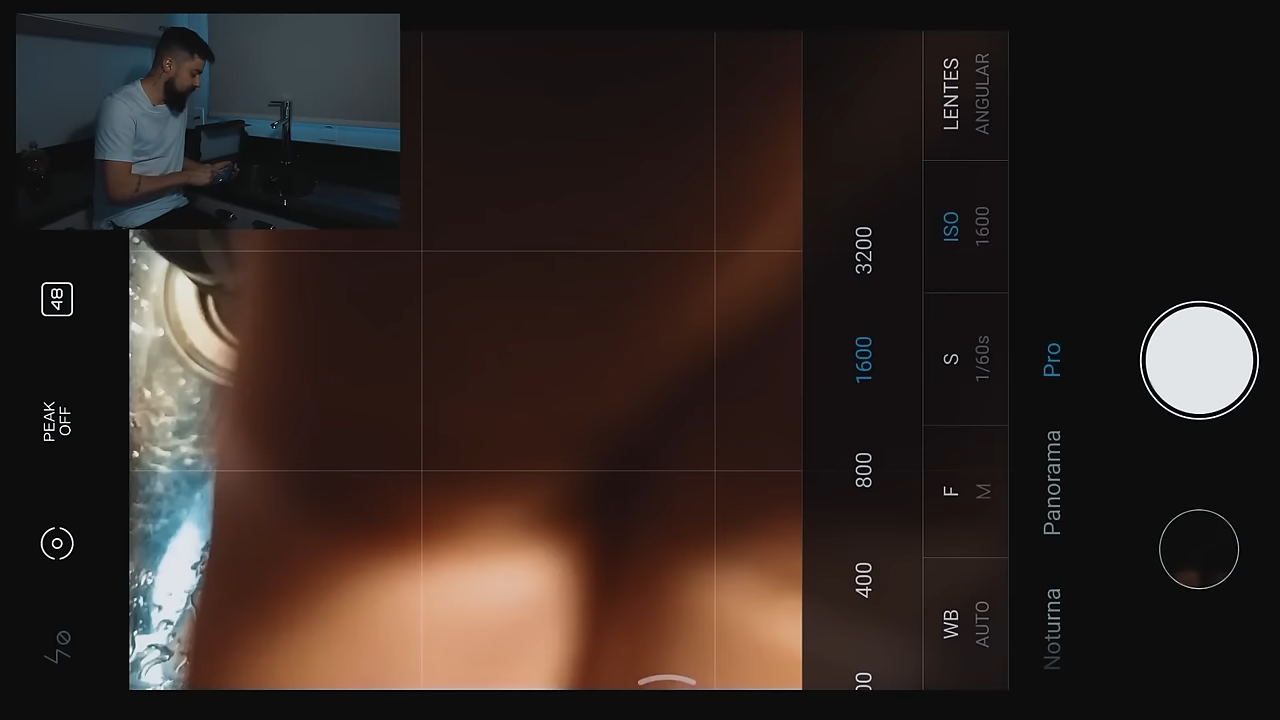 48
PEAK
OFF
3200
1600
800
400
LENTES
ANGULAR
ISO
1600
S
1/60s
F
M
WB
AUTO
Pro
Panorama
Noturna